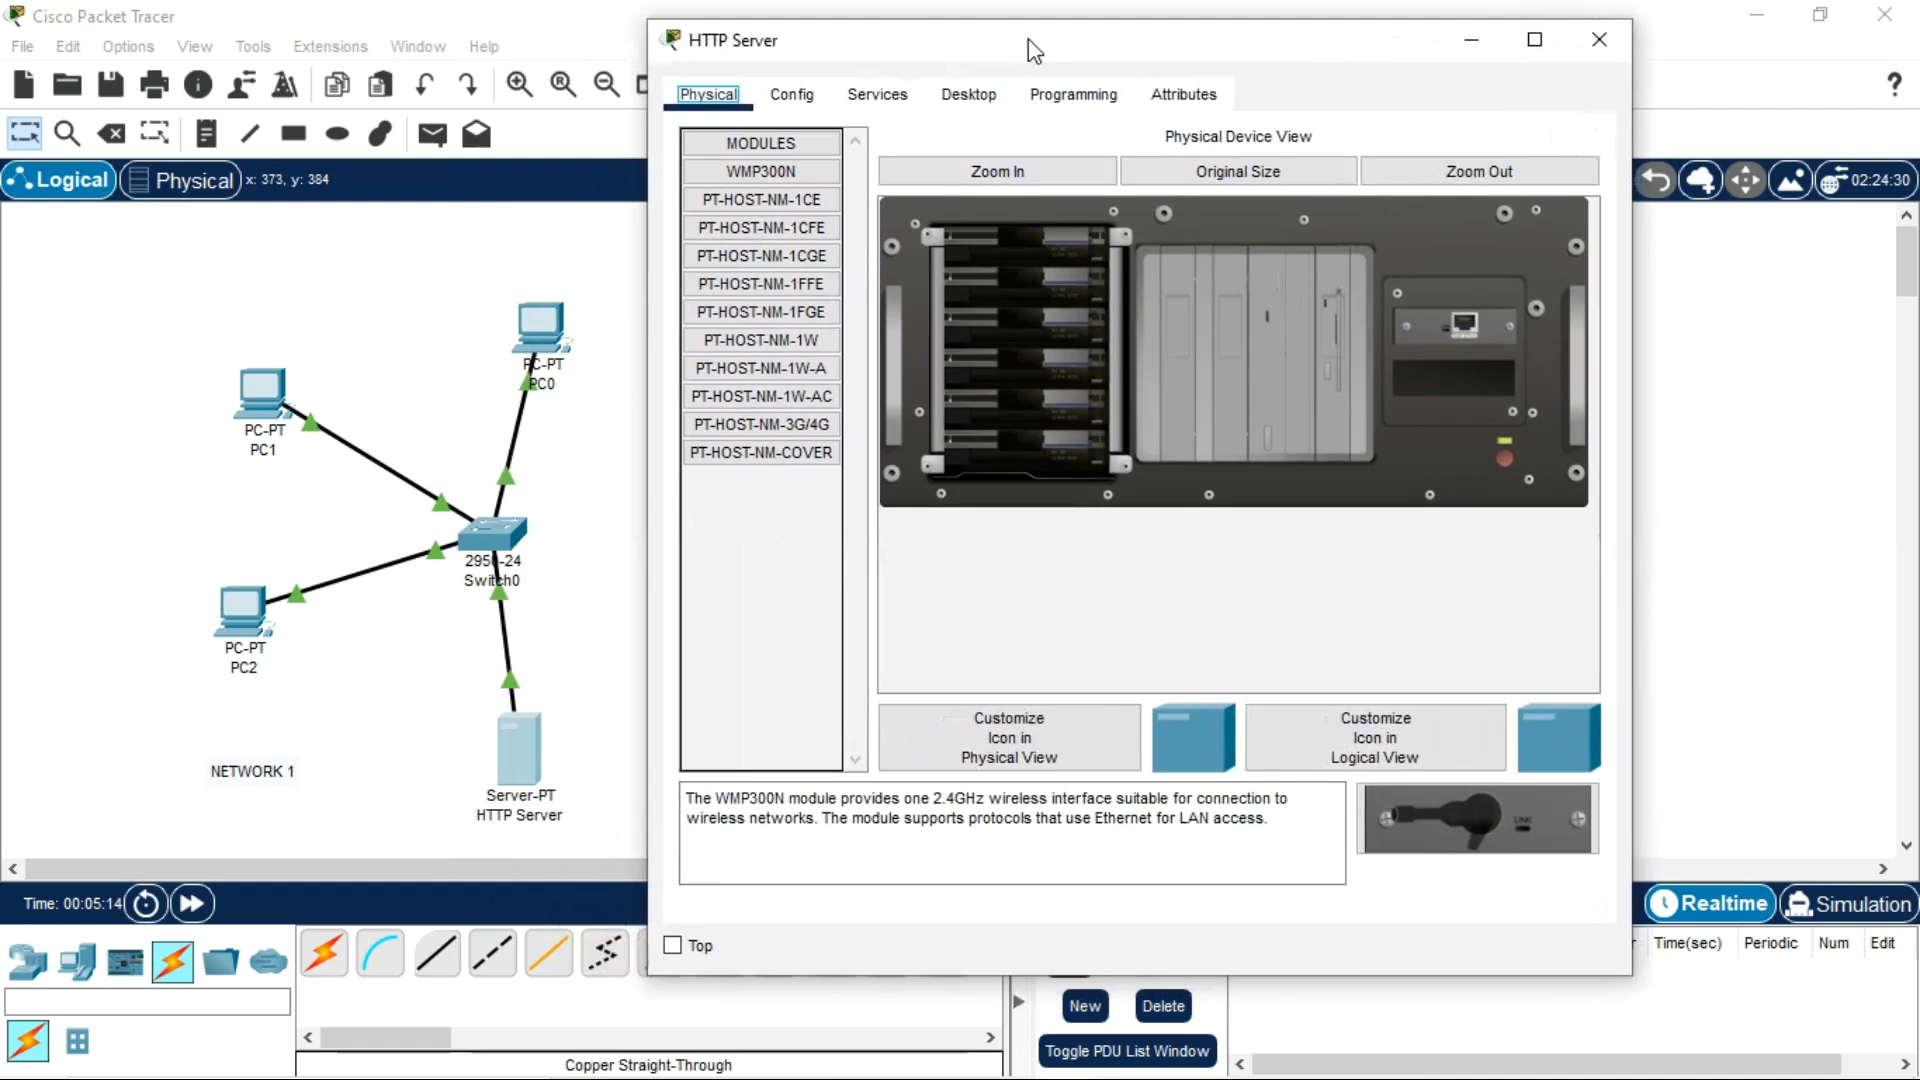 Cisco Packet Tracer
File Edit Options View Tools Extensions Window Help
Logical Physical x: 373, y: 384
02:24:30
HTTP Server
Physical Config Services Desktop Programming Attributes
MODULES
WMP300N
PT-HOST-NM-1CE
PT-HOST-NM-1CFE
PT-HOST-NM-1CGE
PT-HOST-NM-1FFE
PT-HOST-NM-1FGE
PT-HOST-NM-1W
PT-HOST-NM-1W-A
PT-HOST-NM-1W-AC
PT-HOST-NM-3G/4G
PT-HOST-NM-COVER
Physical Device View
Zoom In Original Size Zoom Out
Customize
Icon in
Physical View
Customize
Icon in
Logical View
The WMP300N module provides one 2.4GHz wireless interface suitable for connection to
wireless networks. The module supports protocols that use Ethernet for LAN access.
LINK
Top
PC-PT
PC0
PC-PT
PC1
Switch0
PC-PT
PC2
NETWORK 1
Server-PT
HTTP Server
Time: 00:05:14
Realtime Simulation
Time(sec) Periodic Num Edit
New Delete
Toggle PDU List Window
Copper Straight-Through